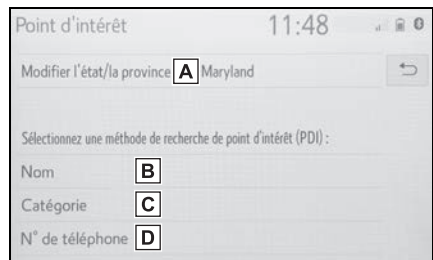 Point d'intérêt 11:48 0
Modifier l'état/la province A Maryland
Sélectionnez une méthode de recherche de point d'intérêt (PDI) :
Nom B
Catégorie C
N° de téléphone D